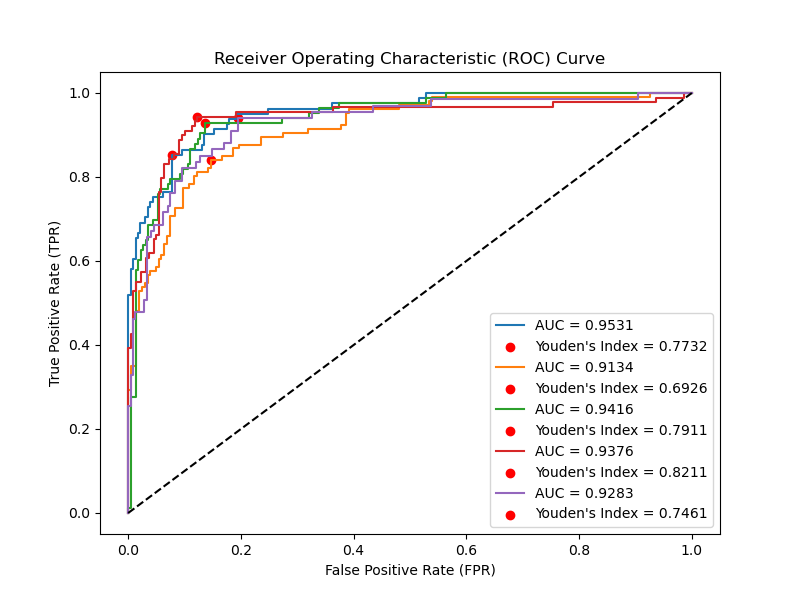 Receiver Operating Characteristic (ROC) Curve
1.0
0.8
0.6
0.4
0.2
0.0
True Positive Rate (TPR)
AUC = 0.9531
Youden's Index = 0.7732
AUC = 0.9134
Youden's Index = 0.6926
AUC = 0.9416
Youden's Index = 0.7911
AUC = 0.9376
Youden's Index = 0.8211
AUC = 0.9283
Youden's Index = 0.7461
0.0 0.2 0.4 0.6 0.8 1.0
False Positive Rate (FPR)